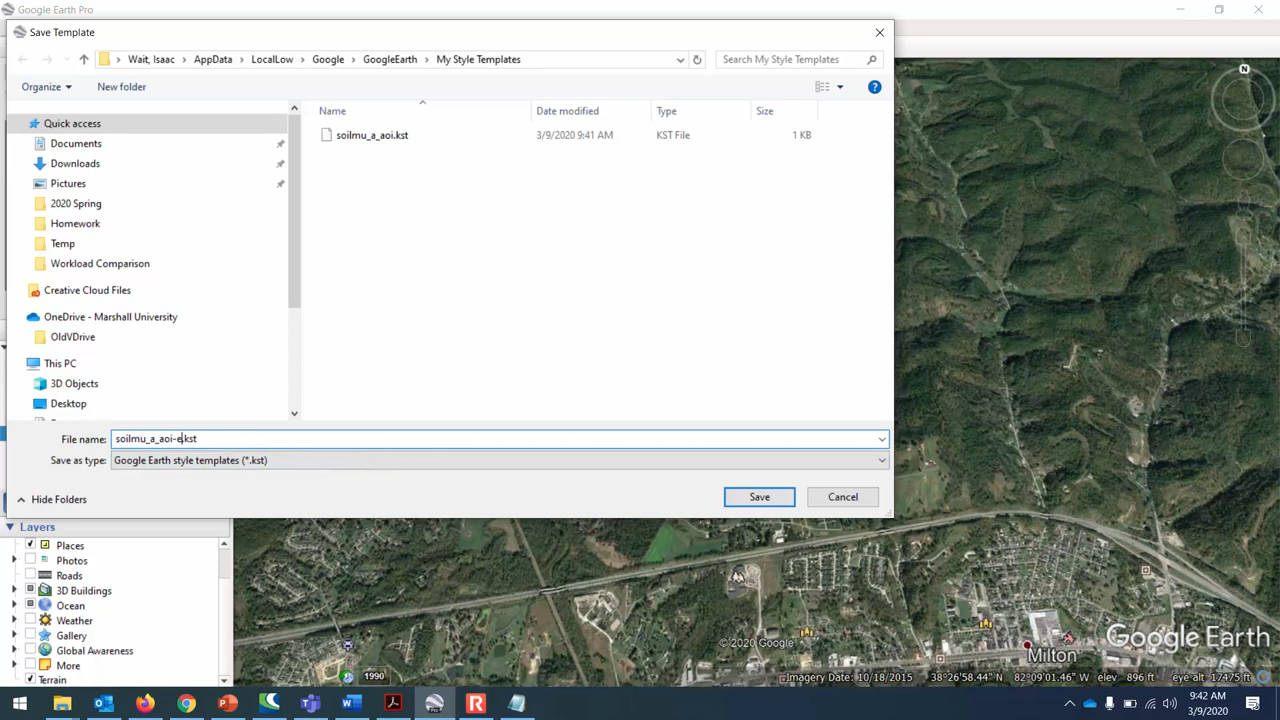 Google Earth Pro
Save Template
Wait, Isaac > AppData > LocalLow > Google > GoogleEarth > My Style Templates
Search My Style Templates
Organize
New folder
Name
Date modified
Type
Size
soilmu_a_aoi.kst
3/9/2020 9:41 AM
KST File
1 KB
Quick access
Documents
Downloads
Pictures
2020 Spring
Homework
Temp
Workload Comparison
Creative Cloud Files
OneDrive - Marshall University
OldVDrive
This PC
3D Objects
Desktop
File name:
soilmu_a_aoi-e.kst
Save as type:
Google Earth style templates (*.kst)
Hide Folders
Save
Cancel
Layers
Places
Photos
Roads
3D Buildings
Ocean
Weather
Gallery
Global Awareness
More
Terrain
N
1990
© 2020 Google
Google Earth
Milton
Imagery Date: 10/18/2015 38°26'58.44" N 82°09'01.46" W elev 896 ft eye alt 17475 ft
9:42 AM
3/9/2020